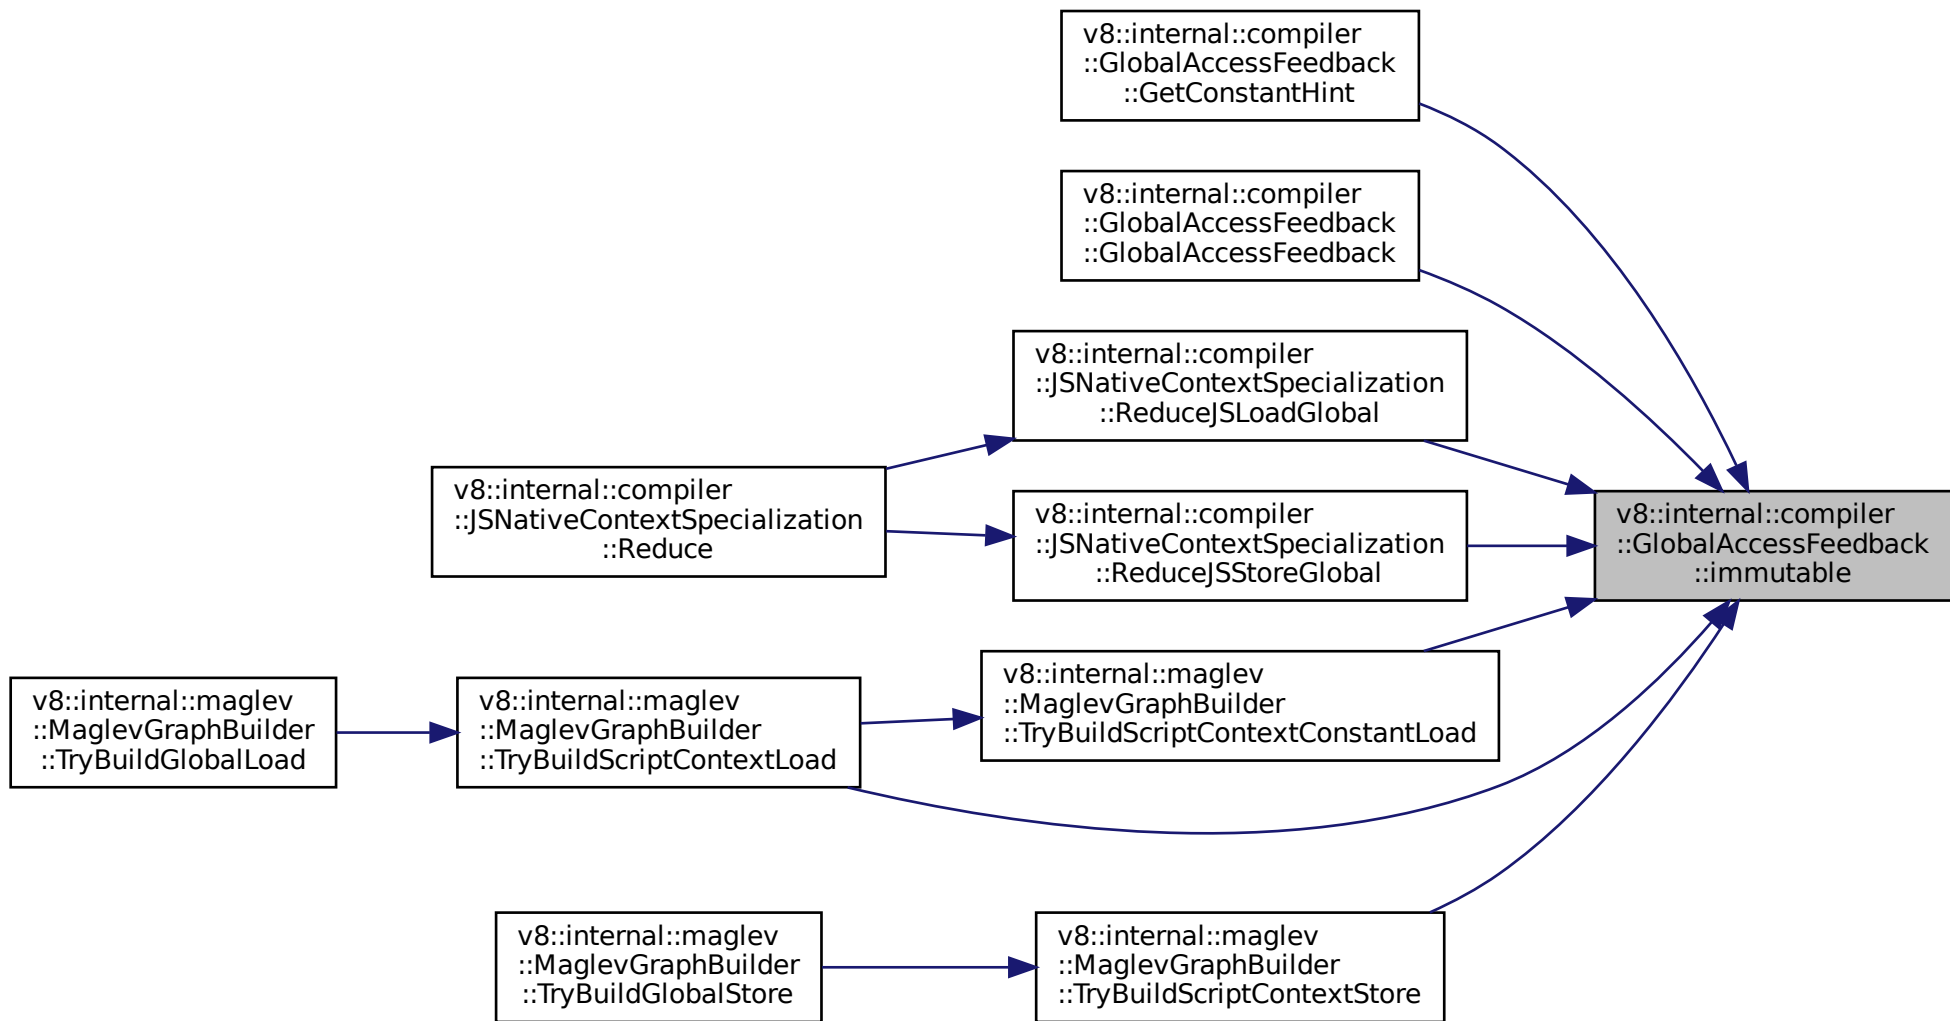 v8::internal::compiler
::GlobalAccessFeedback
::GetConstantHint
v8::internal::compiler
::GlobalAccessFeedback
::GlobalAccessFeedback
v8::internal::compiler
::JSNativeContextSpecialization
::ReduceJSLoadGlobal
v8::internal::compiler
::JSNativeContextSpecialization
::Reduce
v8::internal::compiler
::JSNativeContextSpecialization
::ReduceJSStoreGlobal
v8::internal::compiler
::GlobalAccessFeedback
::immutable
v8::internal::maglev
::MaglevGraphBuilder
::TryBuildGlobalLoad
v8::internal::maglev
::MaglevGraphBuilder
::TryBuildScriptContextLoad
v8::internal::maglev
::MaglevGraphBuilder
::TryBuildScriptContextConstantLoad
v8::internal::maglev
::MaglevGraphBuilder
::TryBuildGlobalStore
v8::internal::maglev
::MaglevGraphBuilder
::TryBuildScriptContextStore